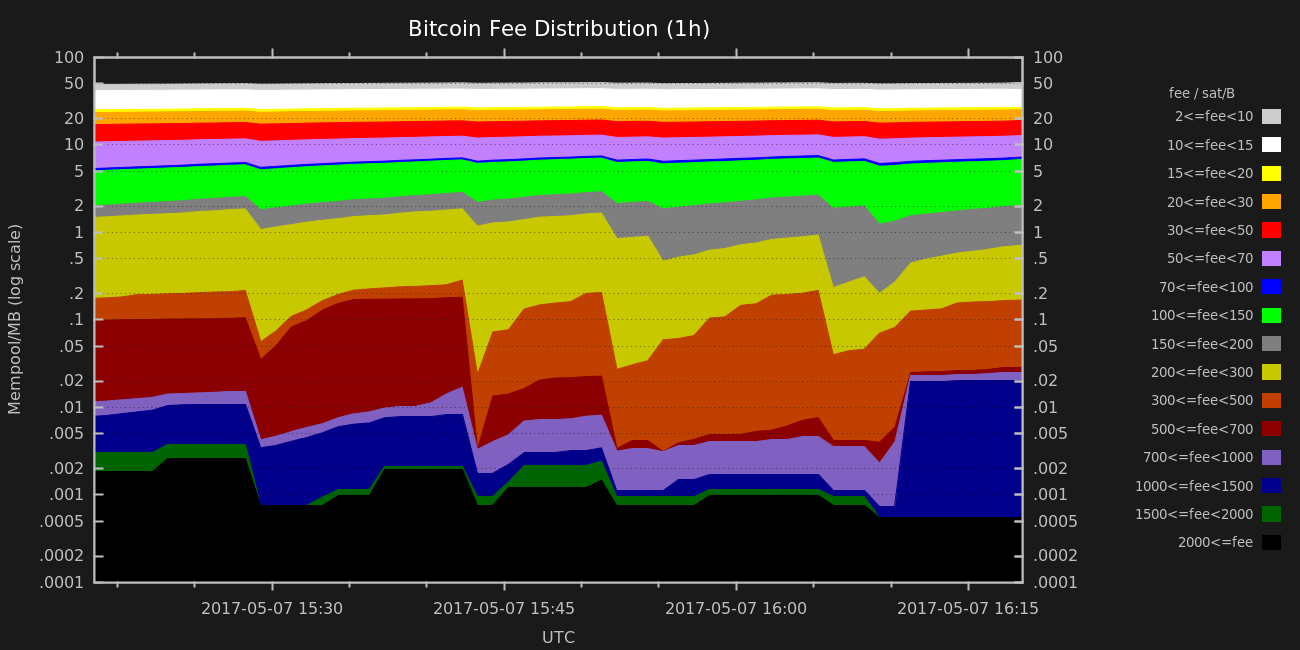 Bitcoin Fee Distribution (1h)
100 100
50 50
20 20
10 10
5 5
2 2
1 1
.5 .5
.2 .2
.1 .1
.05 .05
.02 .02
.01 .01
.005 .005
.002 .002
.001 .001
.0005 .0005
.0002 .0002
.0001 .0001
Mempool/MB (log scale)
2017-05-07 15:30 2017-05-07 15:45 2017-05-07 16:00 2017-05-07 16:15
UTC
fee / sat/B
2<=fee<10
10<=fee<15
15<=fee<20
20<=fee<30
30<=fee<50
50<=fee<70
70<=fee<100
100<=fee<150
150<=fee<200
200<=fee<300
300<=fee<500
500<=fee<700
700<=fee<1000
1000<=fee<1500
1500<=fee<2000
2000<=fee